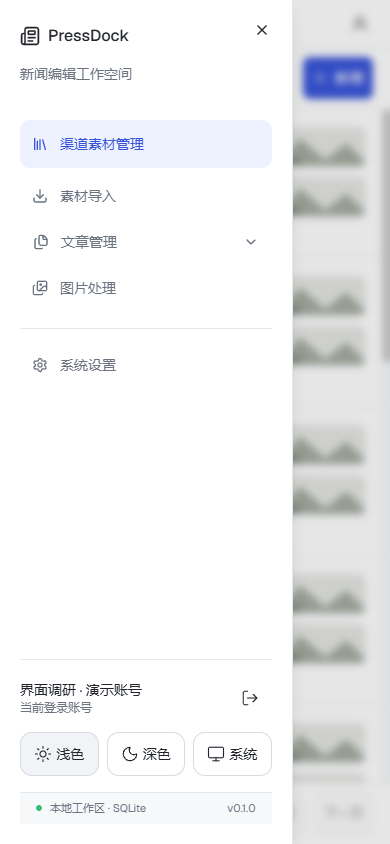 PressDock
新闻编辑工作空间
渠道素材管理
素材导入
文章管理
图片处理
系统设置
界面调研 · 演示账号
当前登录账号
浅色
深色
系统
本地工作区 · SQLite
v0.1.0